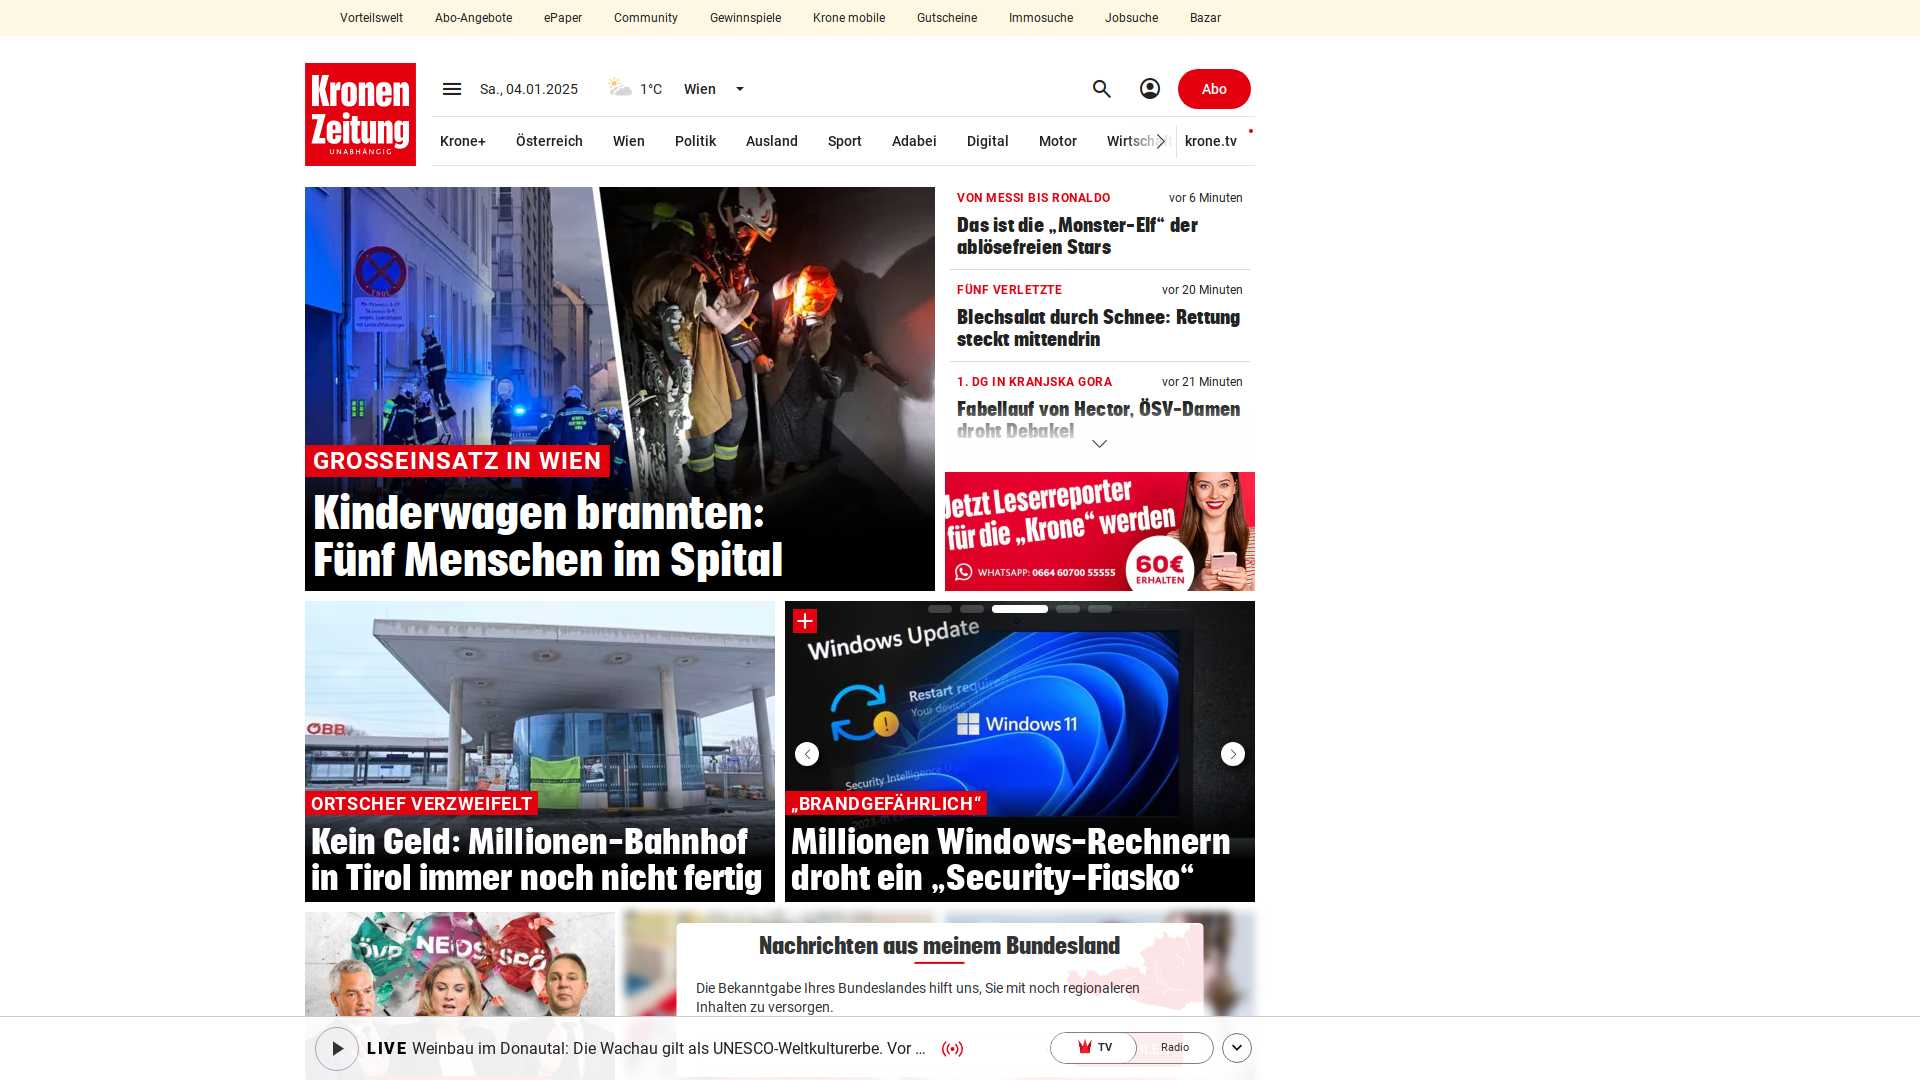 Vorteilswelt
Abo-Angebote
ePaper
Community
Gewinnspiele
Krone mobile
Gutscheine
Immosuche
Jobsuche
Bazar
Kronen
Zeitung
UNABHÄNGIG
Sa., 04.01.2025
1°C
Wien
Abo
Krone+
Österreich
Wien
Politik
Ausland
Sport
Adabei
Digital
Motor
Wirtschaft
krone.tv
GROSSEINSATZ IN WIEN
Kinderwagen brannten:
Fünf Menschen im Spital
VON MESSI BIS RONALDO
vor 6 Minuten
Das ist die „Monster-Elf“ der
ablösefreien Stars
FÜNF VERLETZTE
vor 20 Minuten
Blechsalat durch Schnee: Rettung
steckt mittendrin
1. DG IN KRANJSKA GORA
vor 21 Minuten
Fabellauf von Hector, ÖSV-Damen
droht Debakel
Jetzt Leserreporter
für die „Krone“ werden
WHATSAPP: 0664 60700 55555
60€
ERHALTEN
ÖBB
ORTSCHEF VERZWEIFELT
Kein Geld: Millionen-Bahnhof
in Tirol immer noch nicht fertig
Windows Update
Restart required
Your device
Windows 11
Security Intelligence U
„BRANDGEFÄHRLICH“
Millionen Windows-Rechnern
droht ein „Security-Fiasko“
ÖVP
NEOS
SPÖ
Nachrichten aus meinem Bundesland
Die Bekanntgabe Ihres Bundeslandes hilft uns, Sie mit noch regionaleren
Inhalten zu versorgen.
LIVE Weinbau im Donautal: Die Wachau gilt als UNESCO-Weltkulturerbe. Vor ...
TV
Radio